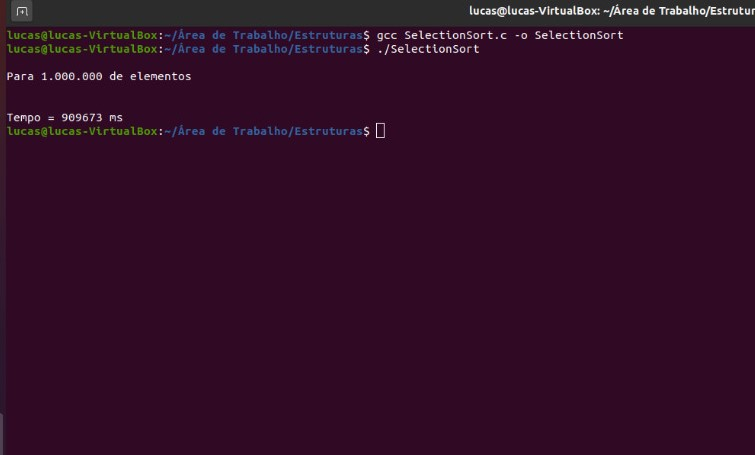 lucas@lucas-VirtualBox: ~/Área de Trabalho/Estrutur
lucas@lucas-VirtualBox:~/Área de Trabalho/Estruturas$ gcc SelectionSort.c -o SelectionSort
lucas@lucas-VirtualBox:~/Área de Trabalho/Estruturas$ ./SelectionSort
Para 1.000.000 de elementos
Tempo = 909673 ms
lucas@lucas-VirtualBox:~/Área de Trabalho/Estruturas$